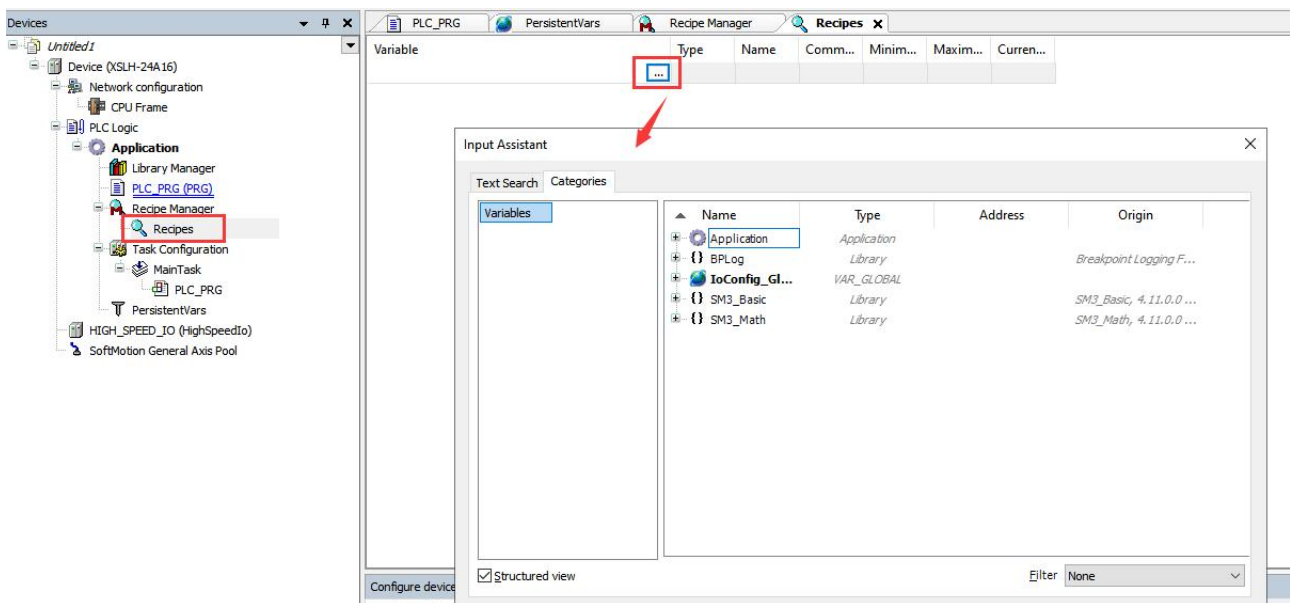 Devices
Untitled1
Device (XSLH-24A16)
Network configuration
CPU Frame
PLC Logic
Application
Library Manager
PLC_PRG (PRG)
Recipe Manager
Recipes
Task Configuration
MainTask
PLC_PRG
PersistentVars
HIGH_SPEED_IO (HighSpeedIo)
SoftMotion General Axis Pool
PLC_PRG PersistentVars Recipe Manager Recipes
Variable Type Name Comm... Minim... Maxim... Curren...
...
Input Assistant
Text Search Categories
Variables
Name Type Address Origin
Application Application
BPLog Library Breakpoint Logging F...
IoConfig_Gl... VAR_GLOBAL
SM3_Basic Library SM3_Basic, 4.11.0.0 ...
SM3_Math Library SM3_Math, 4.11.0.0 ...
Structured view
Filter None
Configure device